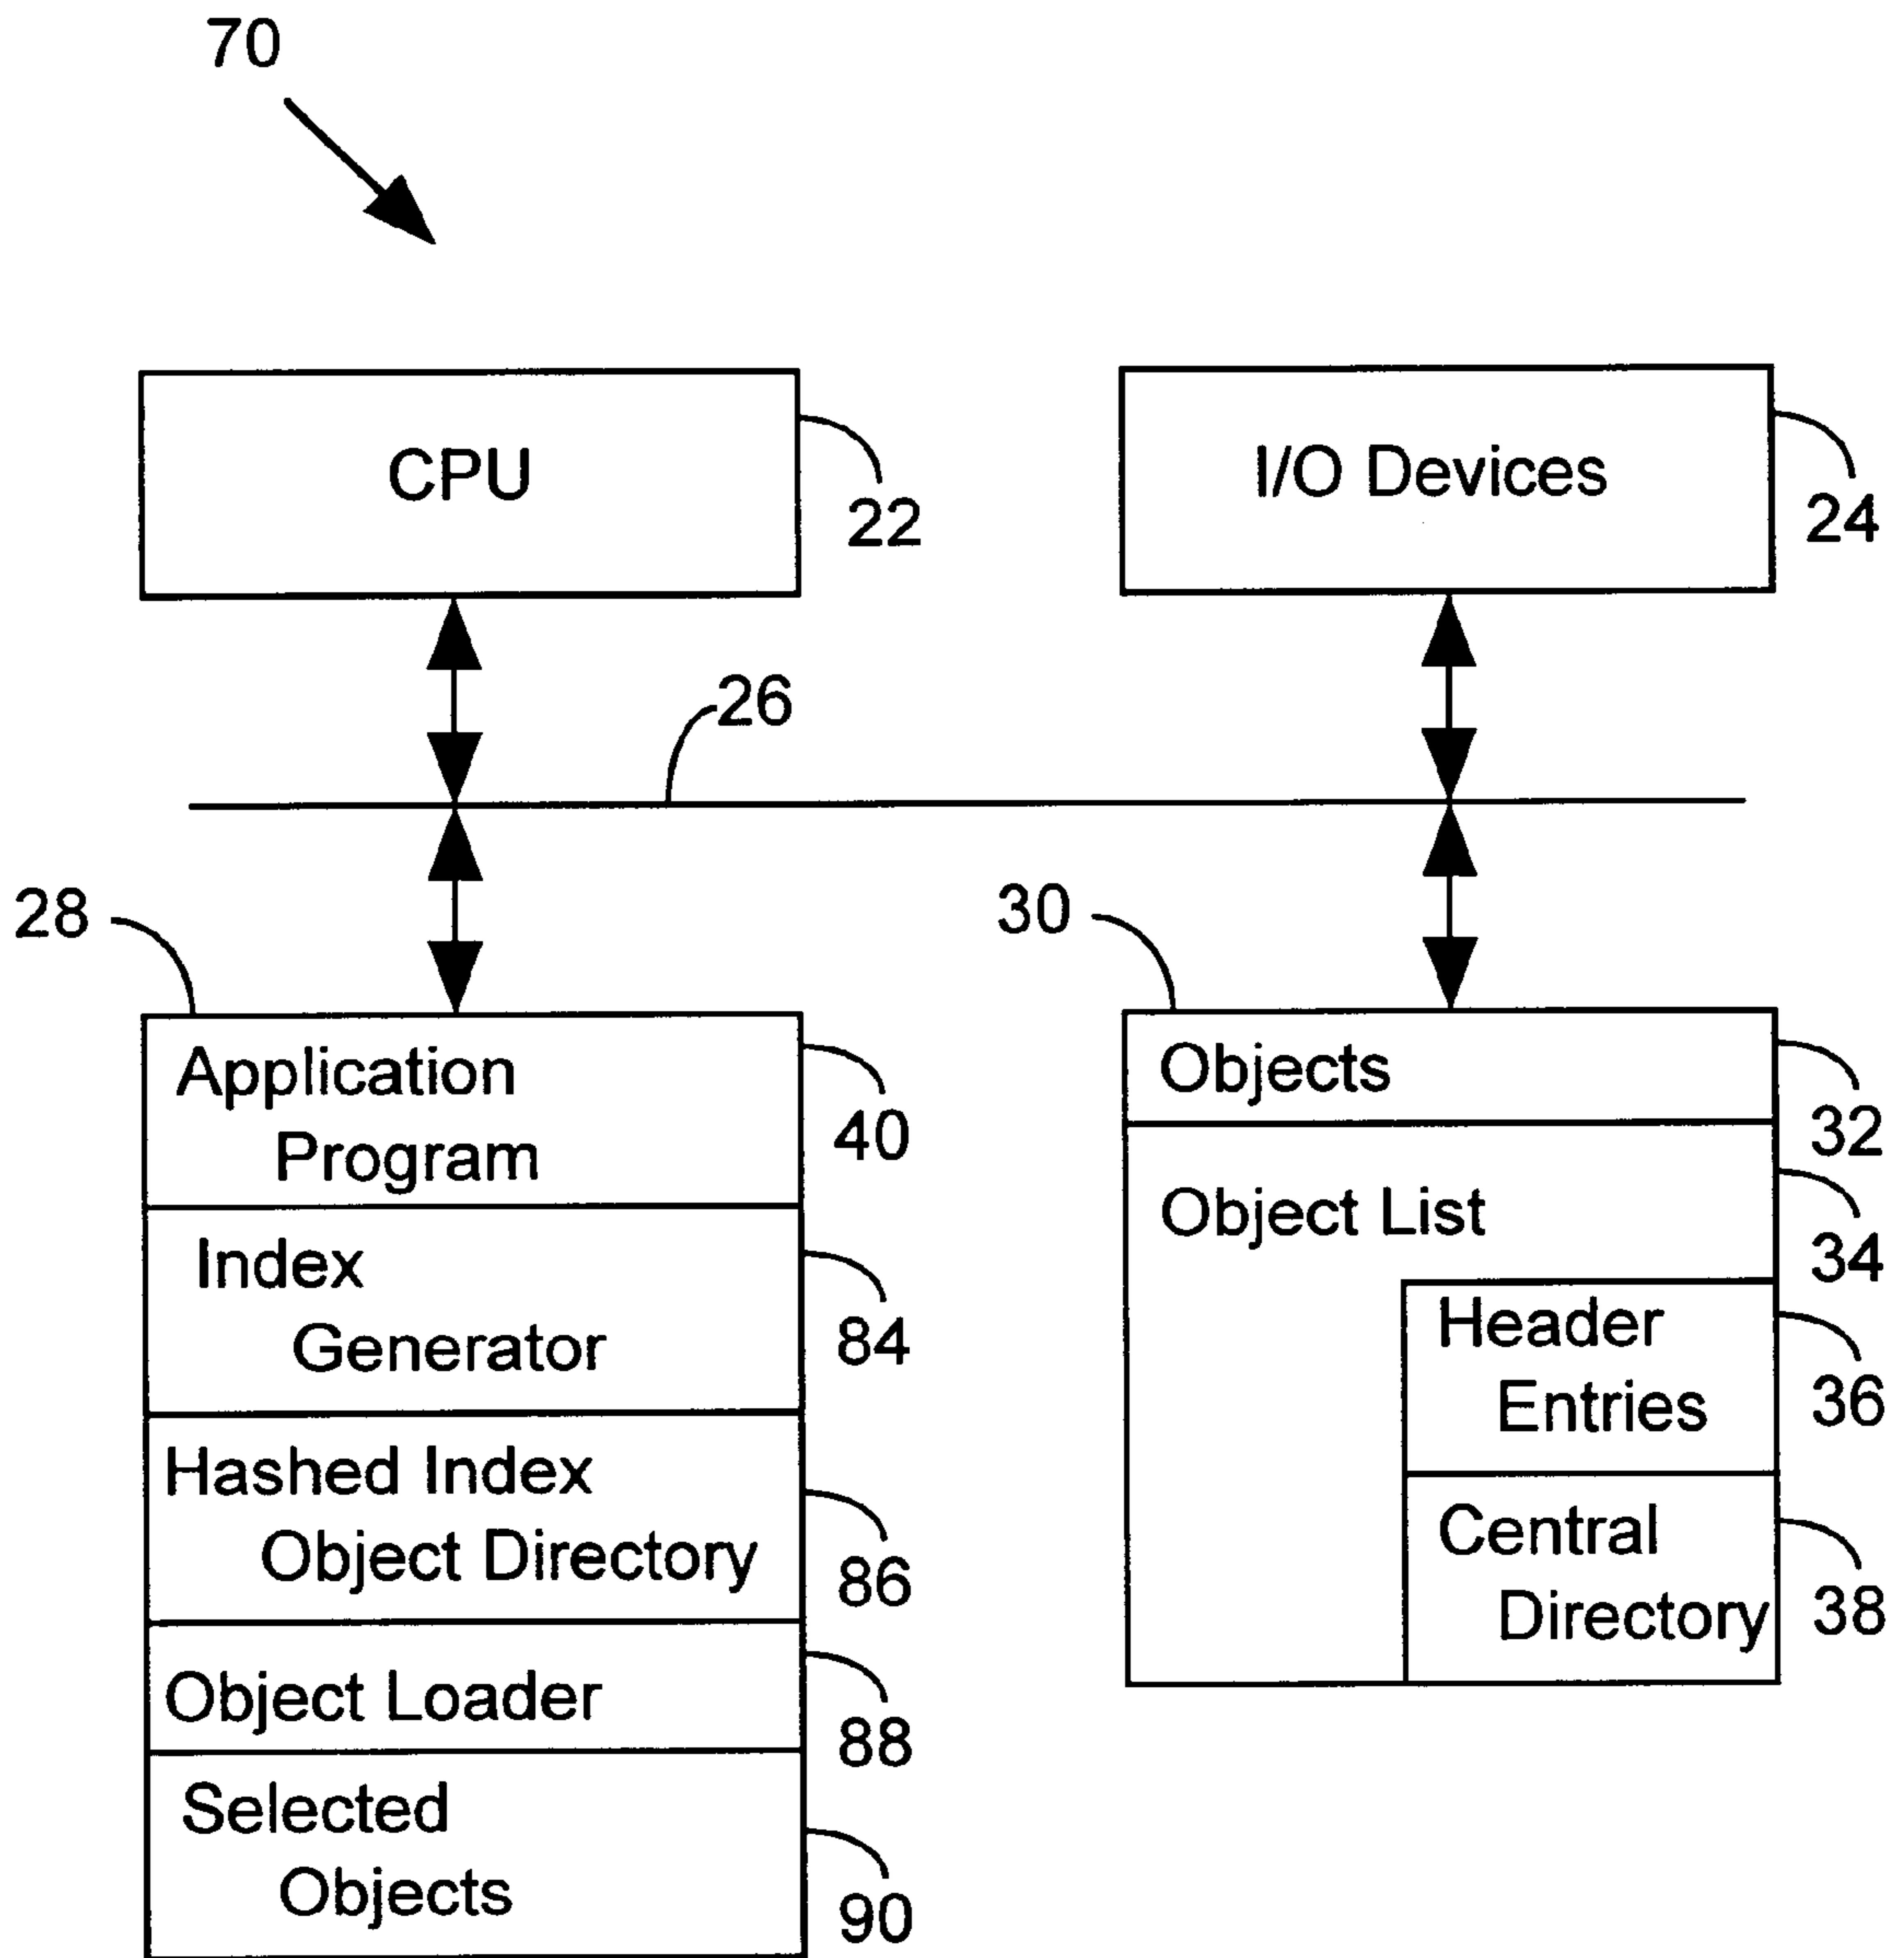 70
CPU
22
I/O Devices
24
26
28
Application
Program
40
Index
Generator
84
Hashed Index
Object Directory
86
Object Loader
88
Selected
Objects
90
30
Objects
32
Object List
34
Header
Entries
36
Central
Directory
38